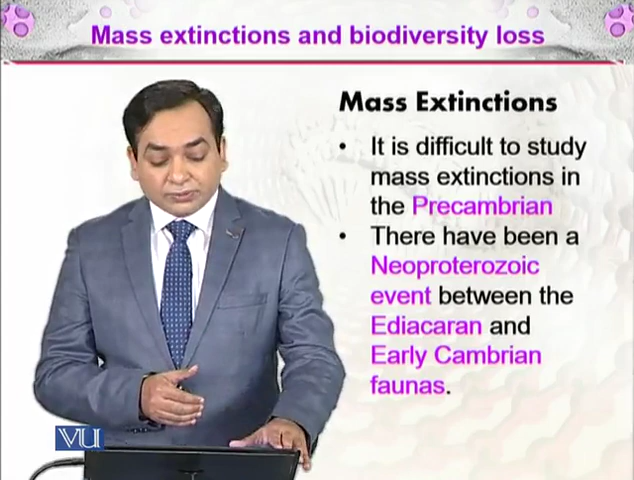 Mass extinctions and biodiversity loss
Mass Extinctions
• It is difficult to study
mass extinctions in
the Precambrian
• There have been a
Neoproterozoic
event between the
Ediacaran and
Early Cambrian
faunas.
VU